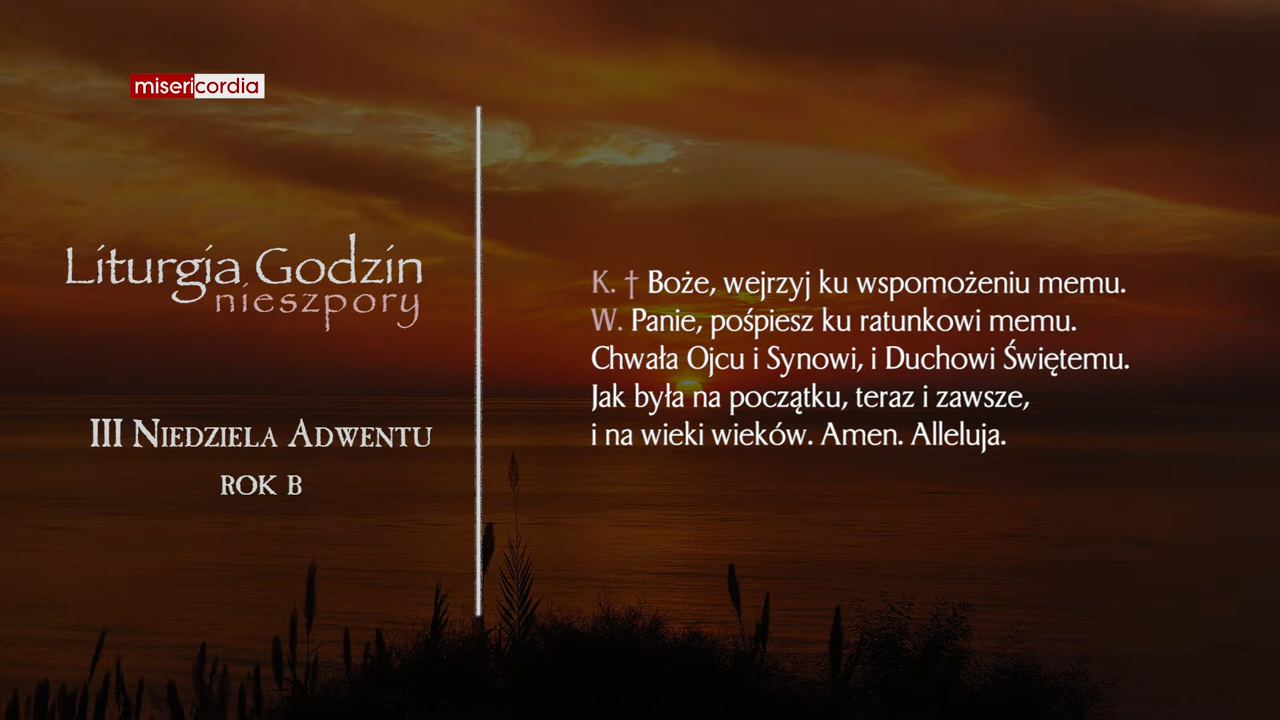 misericordia
Liturgia Godzin
nieszpory
III Niedziela Adwentu
rok B
K. † Boże, wejrzyj ku wspomożeniu memu.
W. Panie, pośpiesz ku ratunkowi memu.
Chwała Ojcu i Synowi, i Duchowi Świętemu.
Jak była na początku, teraz i zawsze,
i na wieki wieków. Amen. Alleluja.